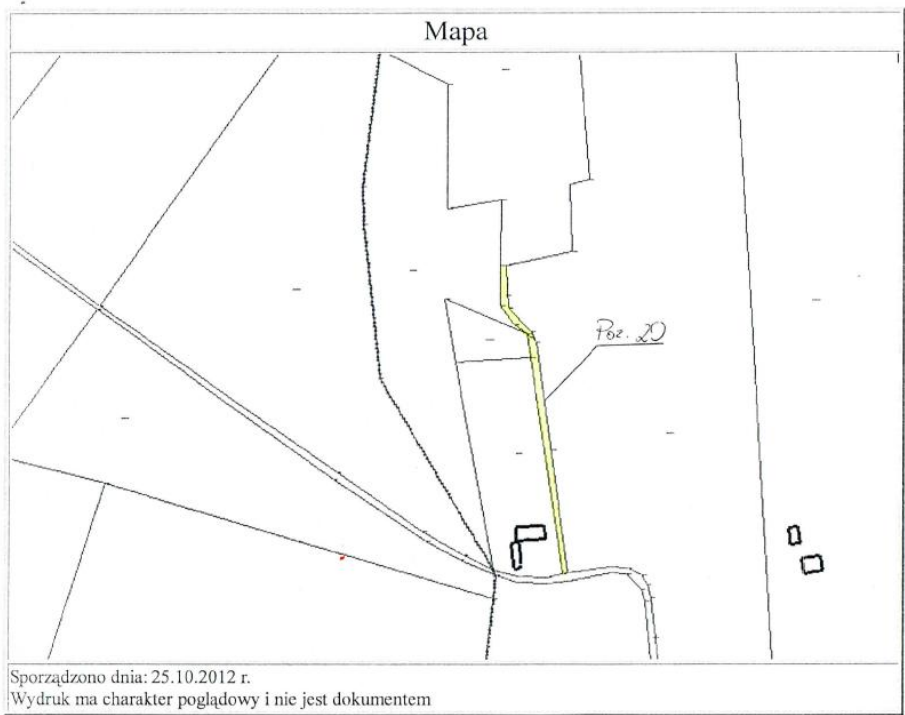 Mapa
Poz. 20
Sporządzono dnia: 25.10.2012 r.
Wydruk ma charakter poglądowy i nie jest dokumentem